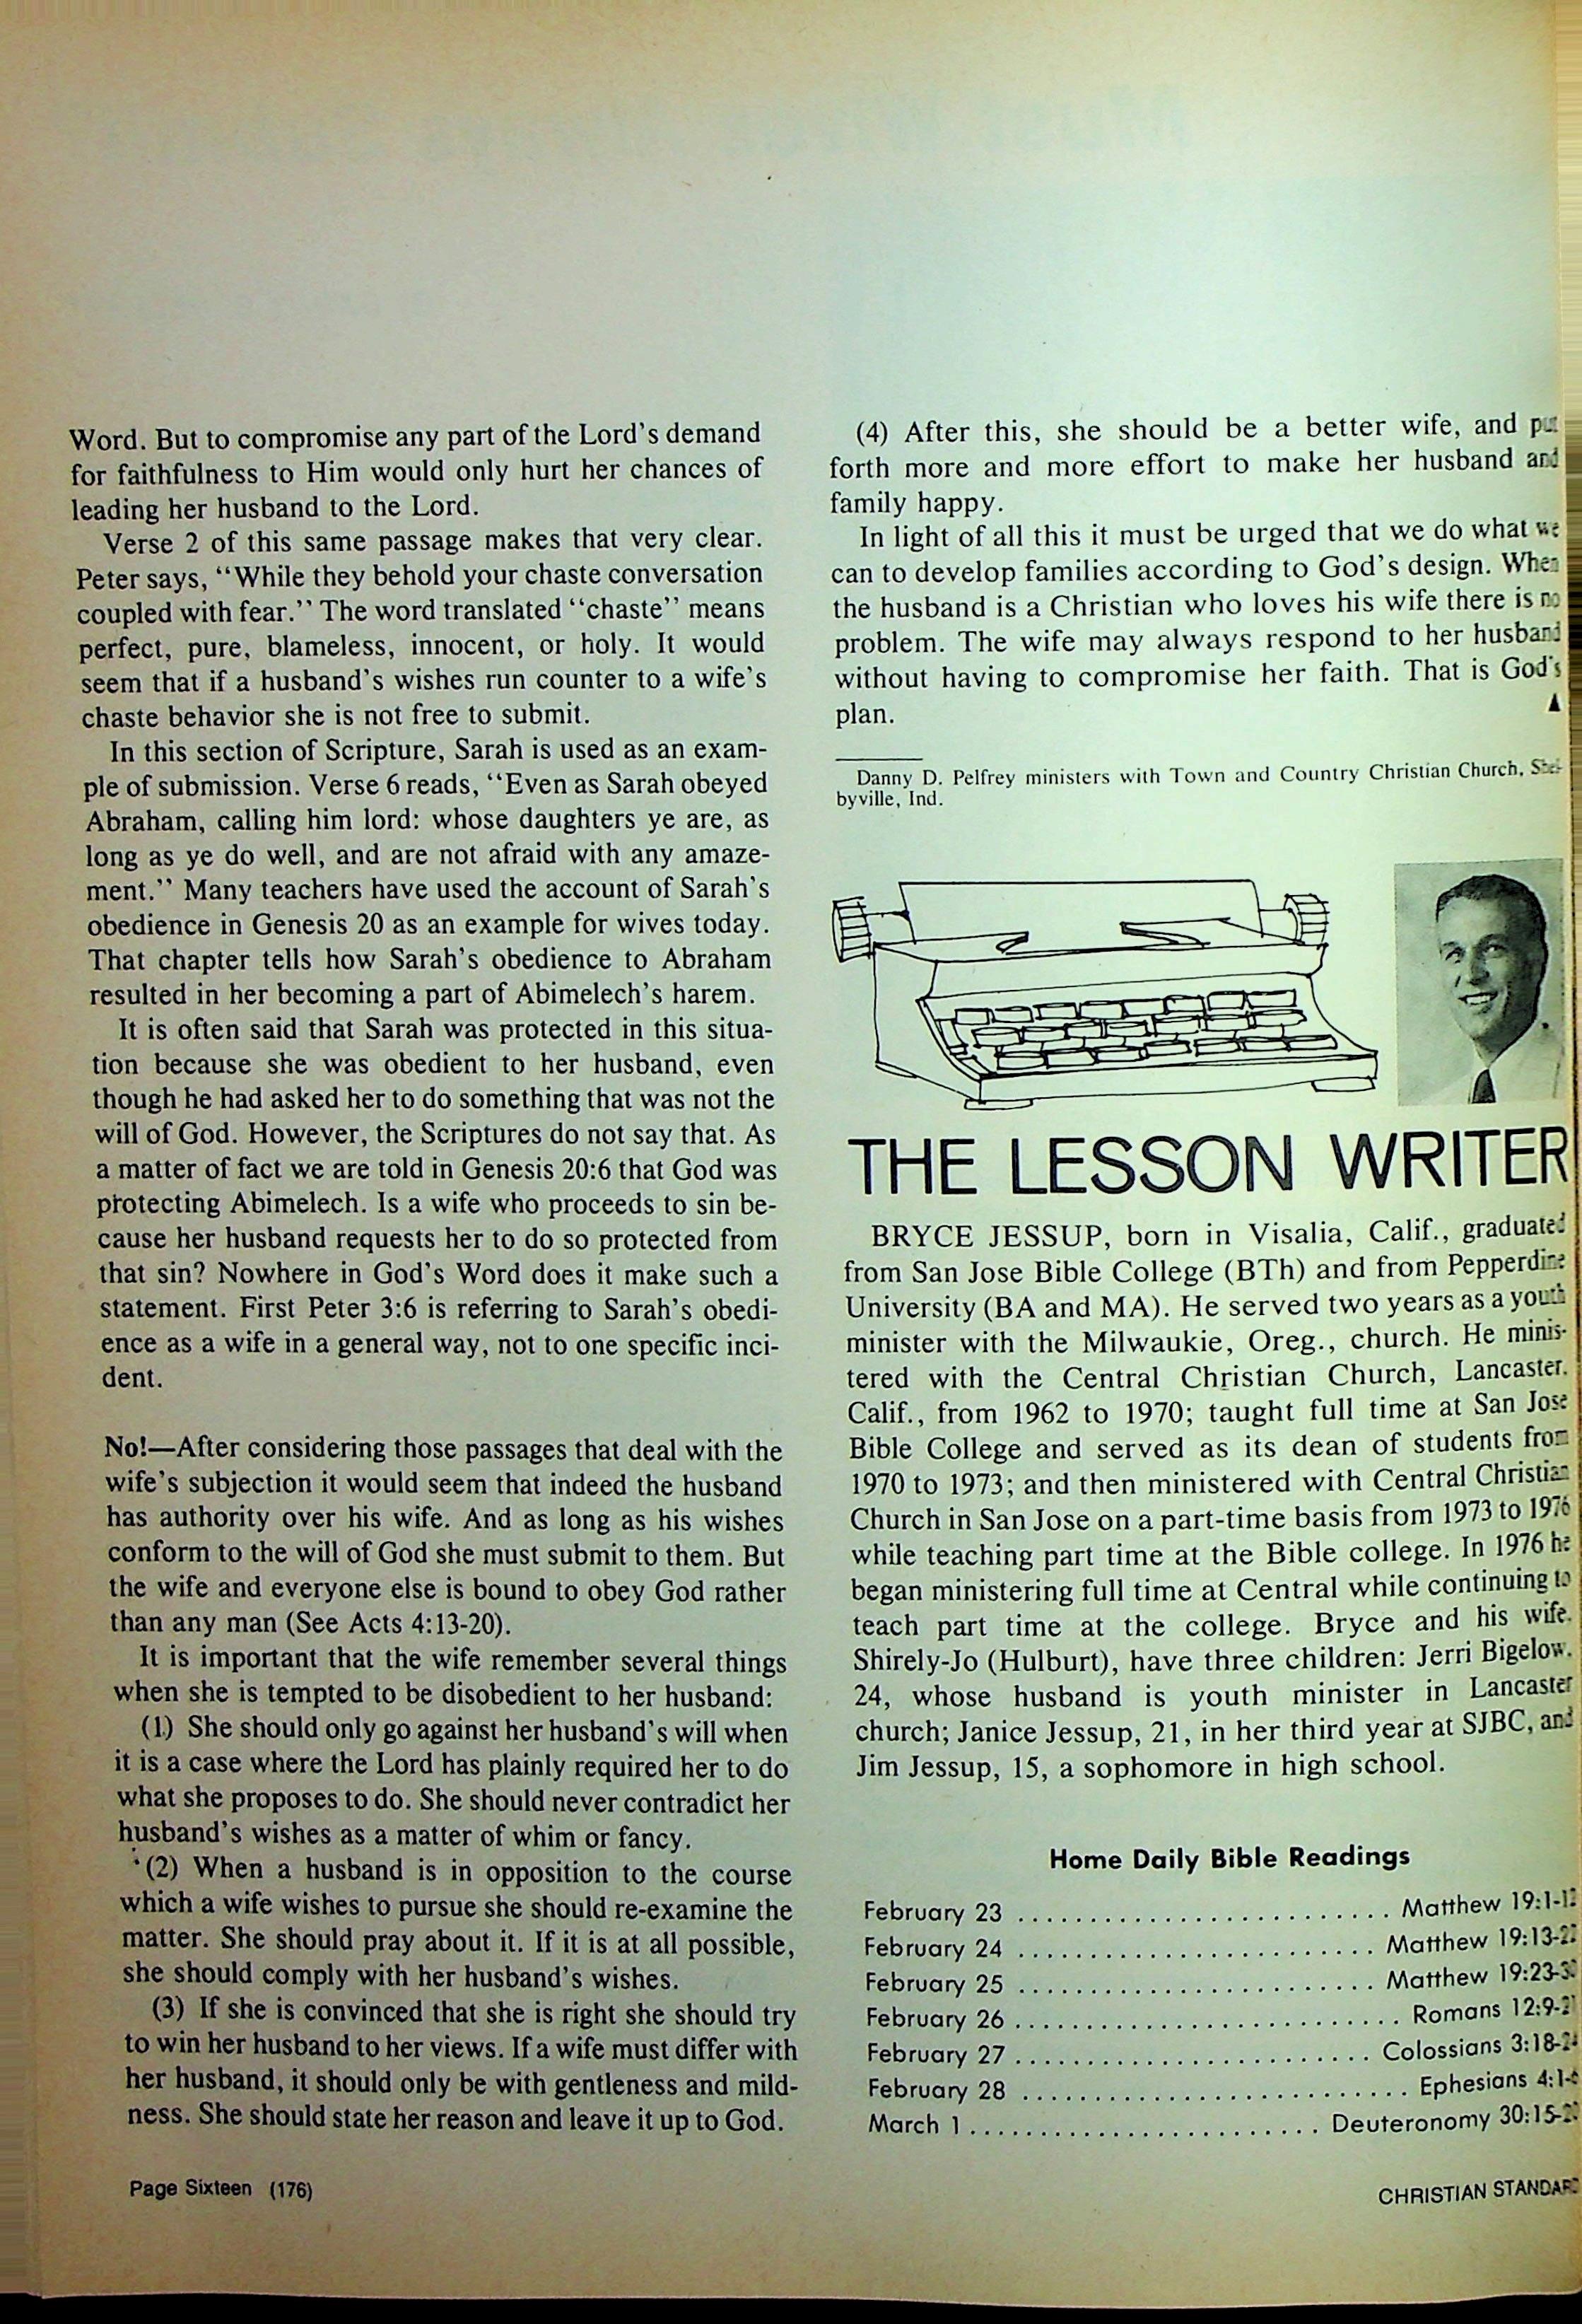 Word. But to compromise any part of the Lord's demand
for faithfulness to Him would only hurt her chances of
leading her husband to the Lord.
Verse 2 of this same passage makes that very clear.
Peter says, “While they behold your chaste conversation
coupled with fear.” The word translated “chaste” means
perfect, pure, blameless, innocent, or holy. It would
seem that if a husband's wishes run counter to a wife's
chaste behavior she is not free to submit.
In this section of Scripture, Sarah is used as an exam-
ple of submission. Verse 6 reads, “Even as Sarah obeyed
Abraham, calling him lord: whose daughters ye are, as
long as ye do well, and are not afraid with any amaze-
ment.” Many teachers have used the account of Sarah's
obedience in Genesis 20 as an example for wives today.
That chapter tells how Sarah's obedience to Abraham
resulted in her becoming a part of Abimelech's harem.
It is often said that Sarah was protected in this situa-
tion because she was obedient to her husband, even
though he had asked her to do something that was not the
will of God. However, the Scriptures do not say that. As
a matter of fact we are told in Genesis 20:6 that God was
protecting Abimelech. Is a wife who proceeds to sin be-
cause her husband requests her to do so protected from
that sin? Nowhere in God's Word does it make such a
statement. First Peter 3:6 is referring to Sarah's obedi-
ence as a wife in a general way, not to one specific inci-
dent.
No!—After considering those passages that deal with the
wife's subjection it would seem that indeed the husband
has authority over his wife. And as long as his wishes
conform to the will of God she must submit to them. But
the wife and everyone else is bound to obey God rather
than any man (See Acts 4:13-20).
It is important that the wife remember several things
when she is tempted to be disobedient to her husband:
(1) She should only go against her husband's will when
it is a case where the Lord has plainly required her to do
what she proposes to do. She should never contradict her
husband's wishes as a matter of whim or fancy.
(2) When a husband is in opposition to the course
which a wife wishes to pursue she should re-examine the
matter. She should pray about it. If it is at all possible,
she should comply with her husband's wishes.
(3) If she is convinced that she is right she should try
to win her husband to her views. If a wife must differ with
her husband, it should only be with gentleness and mild-
ness. She should state her reason and leave it up to God.
Page Sixteen (176)
(4) After this, she should be a better wife, and put
forth more and more effort to make her husband and
family happy.
In light of all this it must be urged that we do what we
can to develop families according to God's design. When
the husband is a Christian who loves his wife there is no
problem. The wife may always respond to her husband
without having to compromise her faith. That is God's
plan. ▲
Danny D. Pelfrey ministers with Town and Country Christian Church, Shel-
byville, Ind.
THE LESSON WRITER
BRYCE JESSUP, born in Visalia, Calif., graduated
from San Jose Bible College (BTh) and from Pepperdine
University (BA and MA). He served two years as a youth
minister with the Milwaukie, Oreg., church. He minis-
tered with the Central Christian Church, Lancaster,
Calif., from 1962 to 1970; taught full time at San Jose
Bible College and served as its dean of students from
1970 to 1973; and then ministered with Central Christian
Church in San Jose on a part-time basis from 1973 to 1976
while teaching part time at the Bible college. In 1976 he
began ministering full time at Central while continuing to
teach part time at the college. Bryce and his wife,
Shirely-Jo (Hulburt), have three children: Jerri Bigelow,
24, whose husband is youth minister in Lancaster
church; Janice Jessup, 21, in her third year at SJBC, and
Jim Jessup, 15, a sophomore in high school.
Home Daily Bible Readings
February 23 ........................ Matthew
February 24 ........................ Matthew
February 25 ........................ Matthew
February 26 ........................ Romans
February 27 ........................ Colossians
February 28 ........................ Ephesians
March 1 ........................ Deuteronomy
CHRISTIAN STANDARD